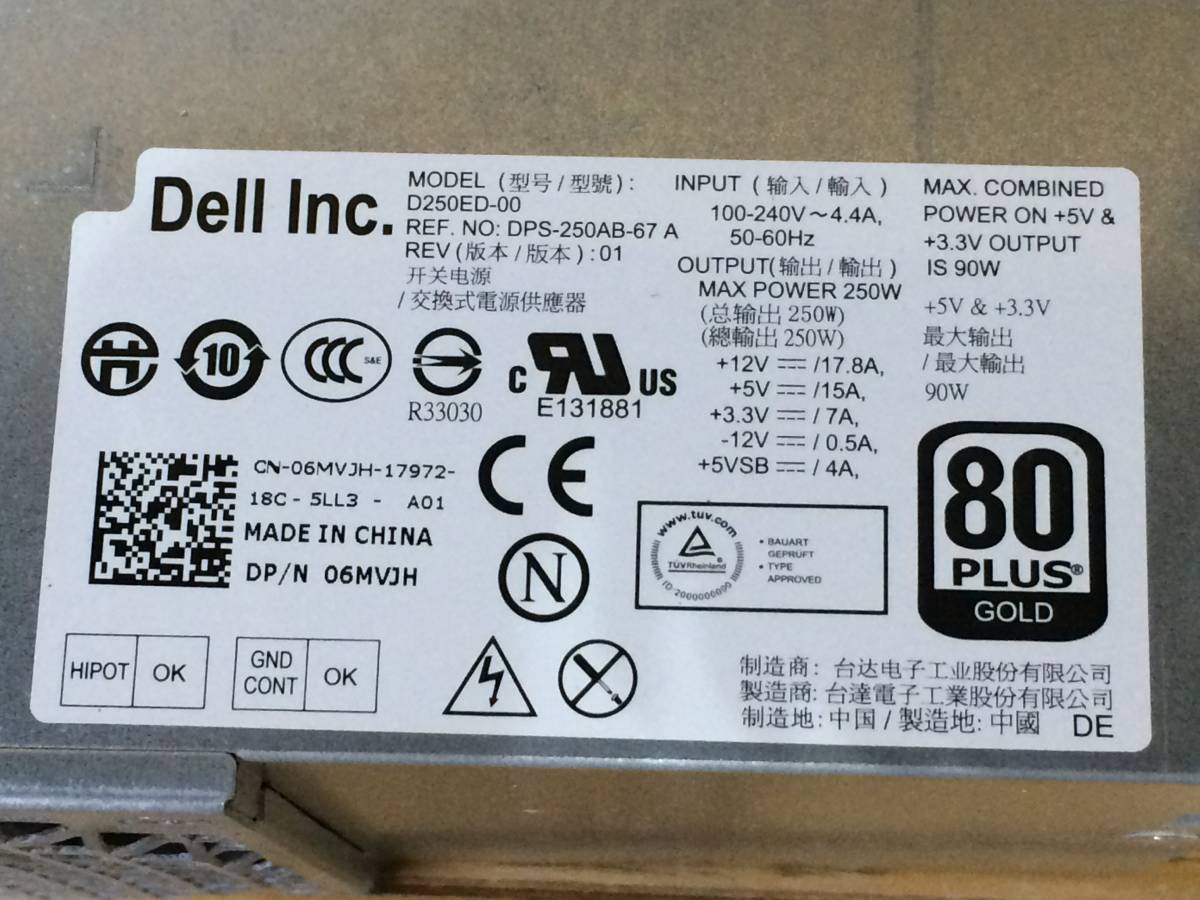 Dell Inc.
MODEL (型号/型號):
D250ED-00
REF. NO: DPS-250AB-67 A
REV (版本/版本):01
开关电源
/交換式電源供應器
INPUT (输入/輸入)
100-240V～4.4A,
50-60Hz
OUTPUT(输出/輸出)
MAX POWER 250W
(总输出 250W)
(總輸出 250W)
+12V ⎓ /17.8A,
+5V ⎓ /15A,
+3.3V ⎓ / 7A,
-12V ⎓ / 0.5A,
+5VSB ⎓ / 4A,
MAX. COMBINED
POWER ON +5V &
+3.3V OUTPUT
IS 90W
+5V & +3.3V
最大输出
/ 最大輸出
90W
10
CCC S&E
R33030
c RU US
E131881
CN-06MVJH-17972-
18C - 5LL3 - A01
MADE IN CHINA
DP/N 06MVJH
CE
N
www.tuv.com
TÜVRheinland®
ID 2000000000
• BAUART
GEPRÜFT
• TYPE
APPROVED
80
PLUS®
GOLD
HIPOT OK
GND
CONT OK
制造商: 台达电子工业股份有限公司
製造商: 台達電子工業股份有限公司
制造地: 中国 / 製造地: 中國 DE